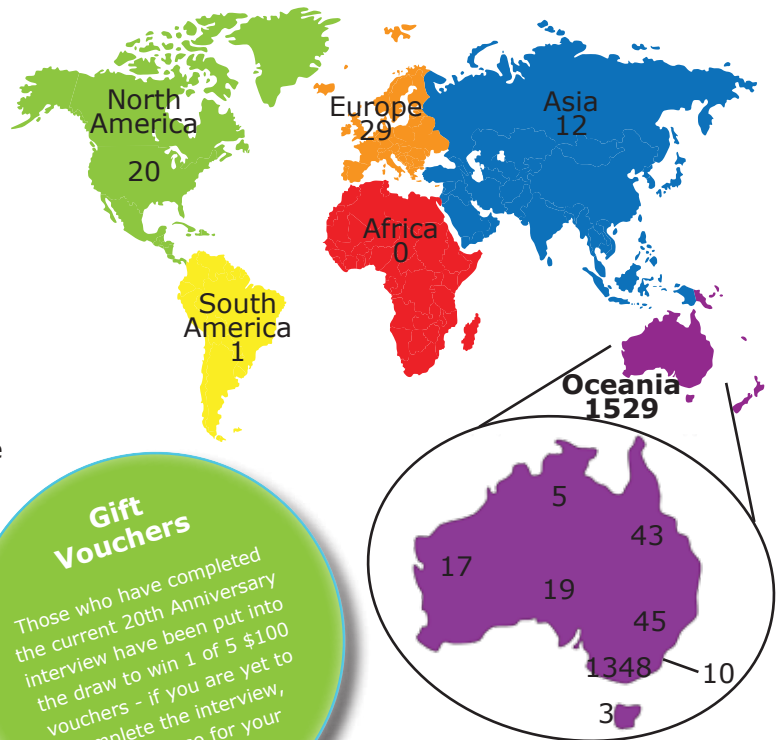 North
America
20
Europe
29
Asia
12
Africa
0
South
America
1
Oceania
1529
5
43
17
19
45
1348
10
3
e
Gift
Vouchers
Those who have completed
the current 20th Anniversary
interview have been put into
the draw to win 1 of 5 $100
vouchers - if you are yet to
the interview,
for your